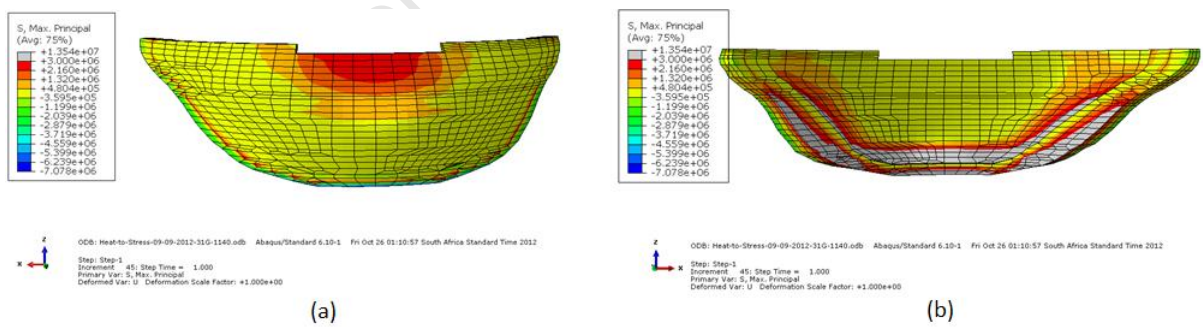 S, Max. Principal
(Avg: 75%)
+1.354e+07
+3.000e+06
+2.160e+06
+1.320e+06
+4.804e+05
-3.595e+05
-1.199e+06
-2.039e+06
-2.879e+06
-3.719e+06
-4.559e+06
-5.399e+06
-6.239e+06
-7.078e+06
Z
X
ODB: Heat-to-Stress-09-09-2012-31G-1140.odb Abaqus/Standard 6.10-1 Fri Oct 26 01:10:57 South Africa Standard Time 2012
Step: Step-1
Increment 45: Step Time = 1.000
Primary Var: S, Max. Principal
Deformed Var: U Deformation Scale Factor: +1.000e+00
(a)
S, Max. Principal
(Avg: 75%)
+1.354e+07
+3.000e+06
+2.160e+06
+1.320e+06
+4.804e+05
-3.595e+05
-1.199e+06
-2.039e+06
-2.879e+06
-3.719e+06
-4.559e+06
-5.399e+06
-6.239e+06
-7.078e+06
Z
X
ODB: Heat-to-Stress-09-09-2012-31G-1140.odb Abaqus/Standard 6.10-1 Fri Oct 26 01:10:57 South Africa Standard Time 2012
Step: Step-1
Increment 45: Step Time = 1.000
Primary Var: S, Max. Principal
Deformed Var: U Deformation Scale Factor: +1.000e+00
(b)